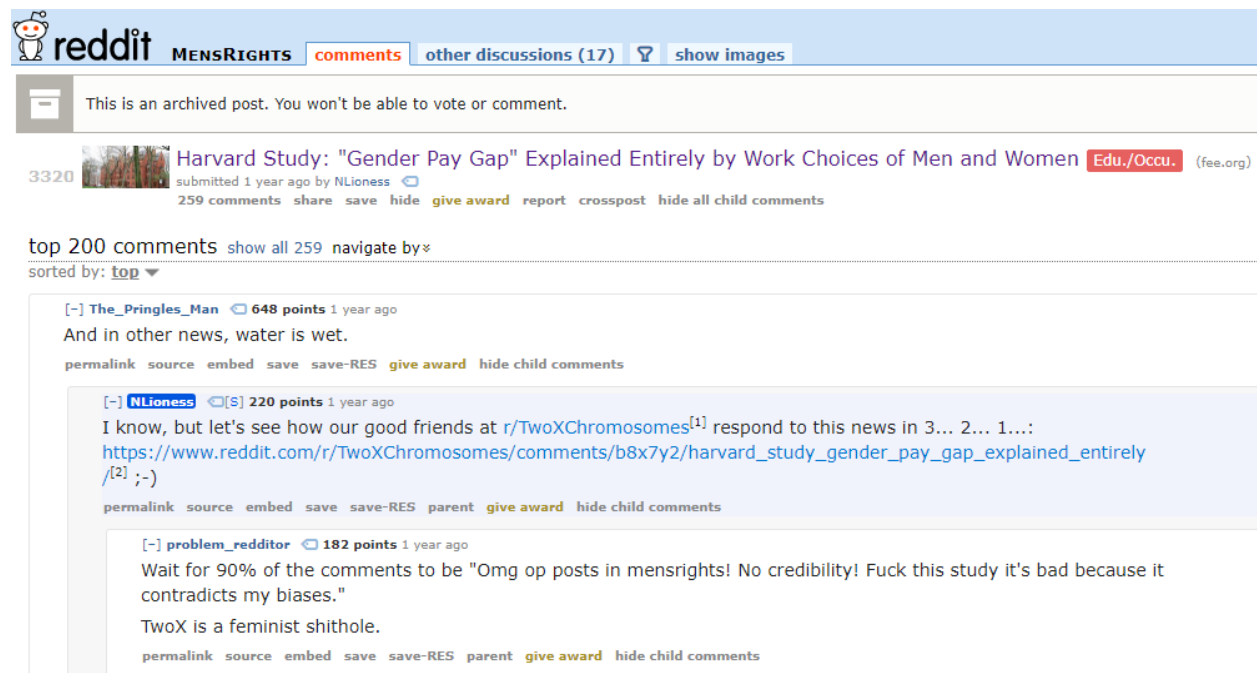 reddit MENSRIGHTS comments other discussions (17) show images
This is an archived post. You won't be able to vote or comment.
3320 Harvard Study: "Gender Pay Gap" Explained Entirely by Work Choices of Men and Women Edu./Occu. (fee.org)
submitted 1 year ago by NLioness
259 comments share save hide give award report crosspost hide all child comments
top 200 comments show all 259 navigate by
sorted by: top
[-] The_Pringles_Man 648 points 1 year ago
And in other news, water is wet.
permalink source embed save save-RES give award hide child comments
[-] NLioness [S] 220 points 1 year ago
I know, but let's see how our good friends at r/TwoXChromosomes[1] respond to this news in 3... 2... 1...:
https://www.reddit.com/r/TwoXChromosomes/comments/b8x7y2/harvard_study_gender_pay_gap_explained_entirely
/[2] ;-)
permalink source embed save save-RES parent give award hide child comments
[-] problem_redditor 182 points 1 year ago
Wait for 90% of the comments to be "Omg op posts in mensrights! No credibility! Fuck this study it's bad because it
contradicts my biases."
TwoX is a feminist shithole.
permalink source embed save save-RES parent give award hide child comments